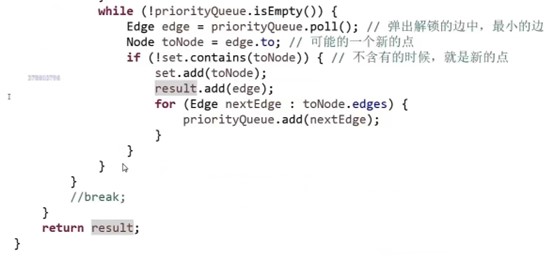 while (!priorityQueue.isEmpty()) {
Edge edge = priorityQueue.poll(); // 弹出解锁的边中，最小的边
Node toNode = edge.to; // 可能的一个新的点
if (!set.contains(toNode)) { // 不含有的时候，就是新的点
set.add(toNode);
result.add(edge);
for (Edge nextEdge : toNode.edges) {
priorityQueue.add(nextEdge);
}
}
}
}
//break;
}
return result;
}